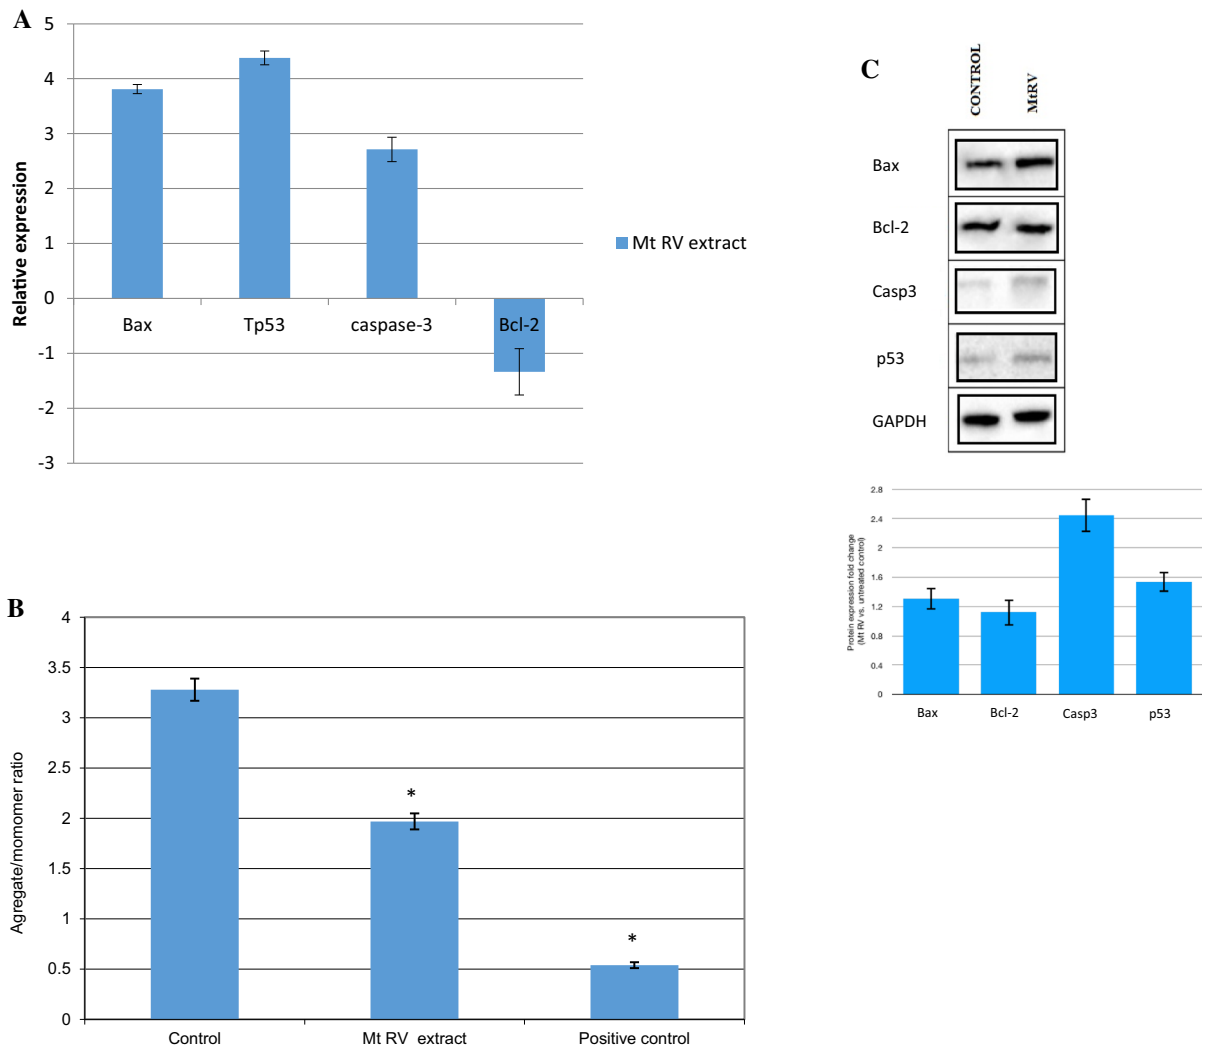 A
5
4
3
2
1
0
-1
-2
-3
Relative expression
Bax
Tp53
caspase-3
Bcl-2
Mt RV extract
B
4
3.5
3
2.5
2
1.5
1
0.5
0
Agregate/momomer ratio
*
*
Control
Mt RV extract
Positive control
C
CONTROL
MtRV
Bax
Bcl-2
Casp3
p53
GAPDH
2.8
2.4
2
1.6
1.2
0.8
0.4
0
Protein expression fold change
(Mt RV vs. untreated control)
Bax
Bcl-2
Casp3
p53